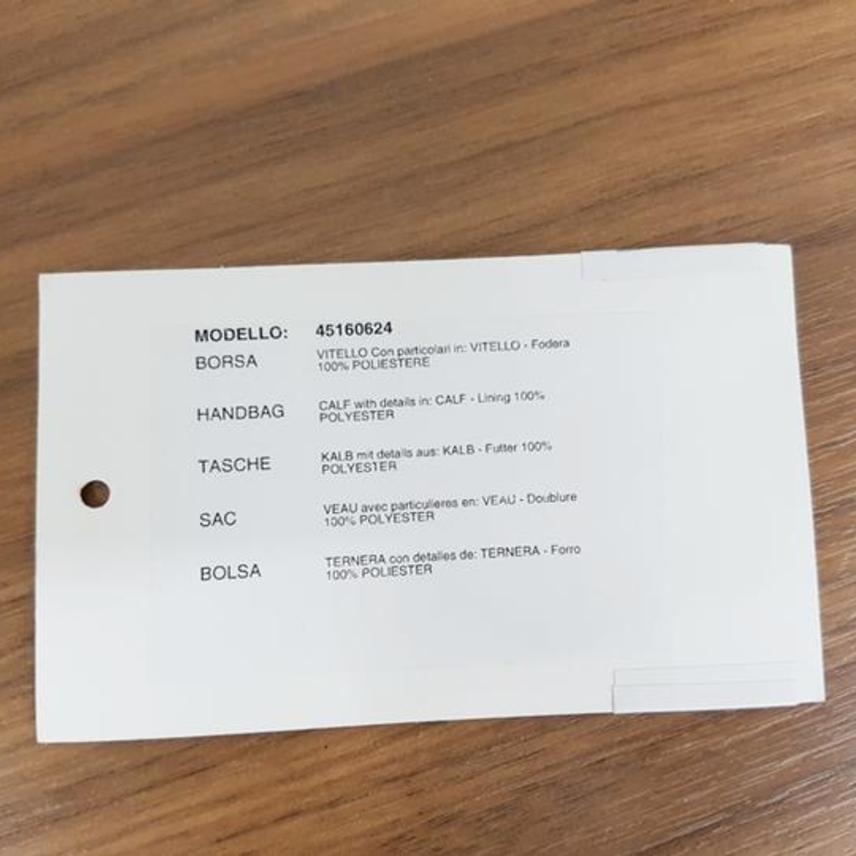 MODELLO: 45160624
BORSA VITELLO Con particolari in: VITELLO - Fodera
100% POLIESTERE
HANDBAG CALF with details in: CALF - Lining 100%
POLYESTER
TASCHE KALB mit details aus: KALB - Futter 100%
POLYESTER
SAC VEAU avec particulieres en: VEAU - Doublure
100% POLYESTER
BOLSA TERNERA con detalles de: TERNERA - Forro
100% POLIESTER